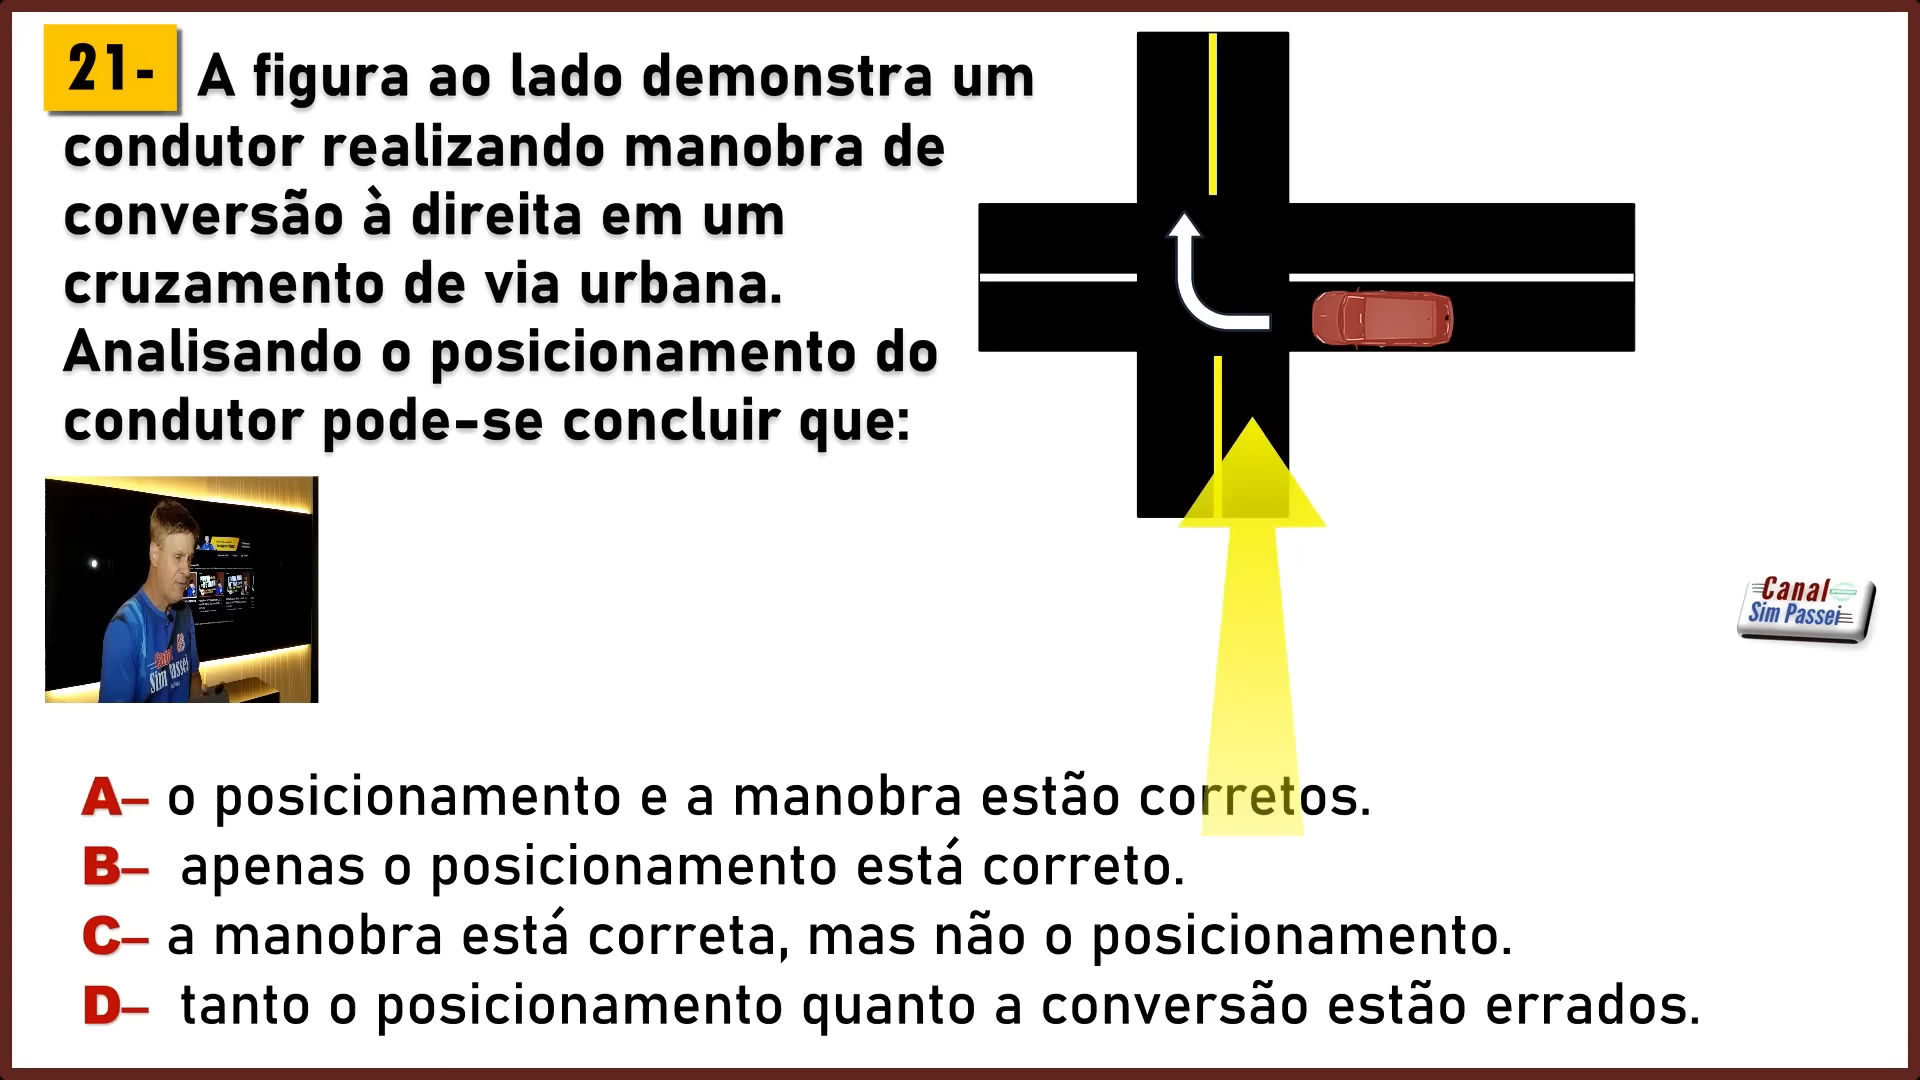 21- A figura ao lado demonstra um
condutor realizando manobra de
conversão à direita em um
cruzamento de via urbana.
Analisando o posicionamento do
condutor pode-se concluir que:
Canal
Sim Passei
A– o posicionamento e a manobra estão corretos.
B– apenas o posicionamento está correto.
C– a manobra está correta, mas não o posicionamento.
D– tanto o posicionamento quanto a conversão estão errados.